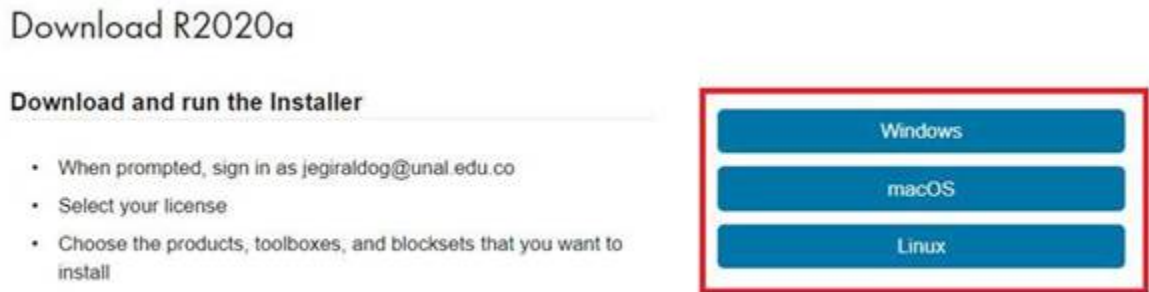 Download R2020a
Download and run the Installer
• When prompted, sign in as jegiraldog@unal.edu.co
• Select your license
• Choose the products, toolboxes, and blocksets that you want to
install
Windows
macOS
Linux